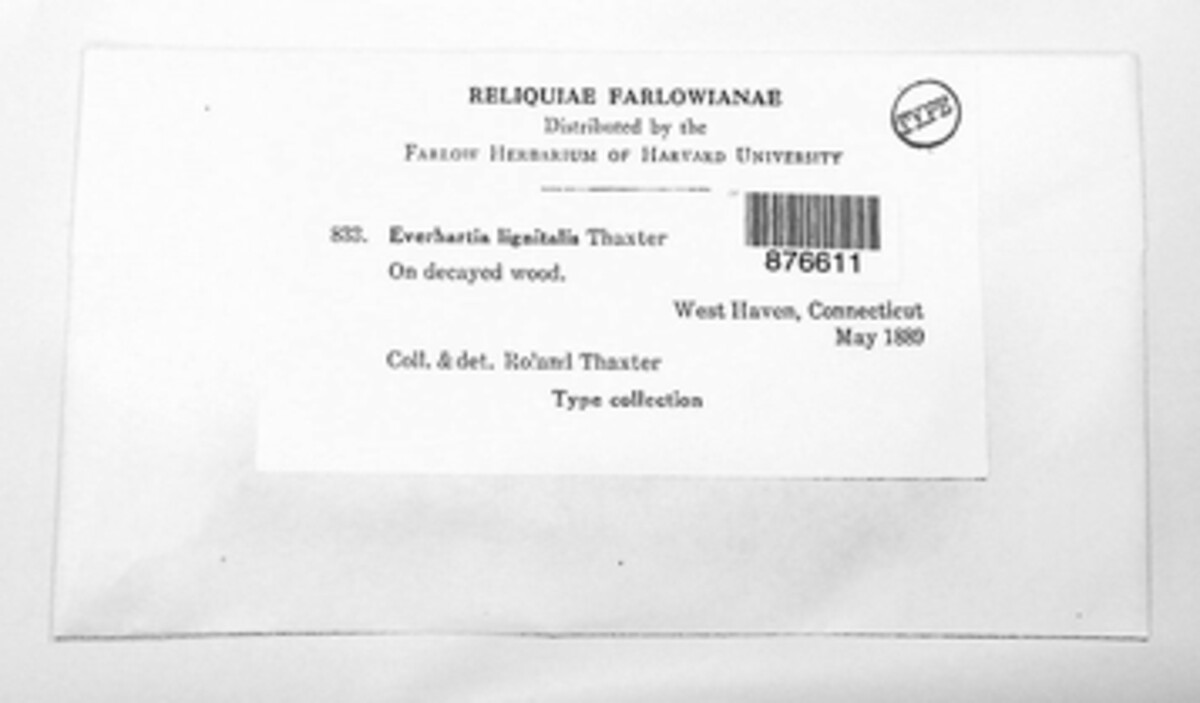 RELIQUIAE FARLOWIANAE
TYPE
Distributed by the
FARLOW HERBARIUM OF HARVARD UNIVERSITY
833. Everhartia lignitalis Thaxter
876611
On decayed wood.
West Haven, Connecticut
May 1889
Coll. & det. Roland Thaxter
Type collection